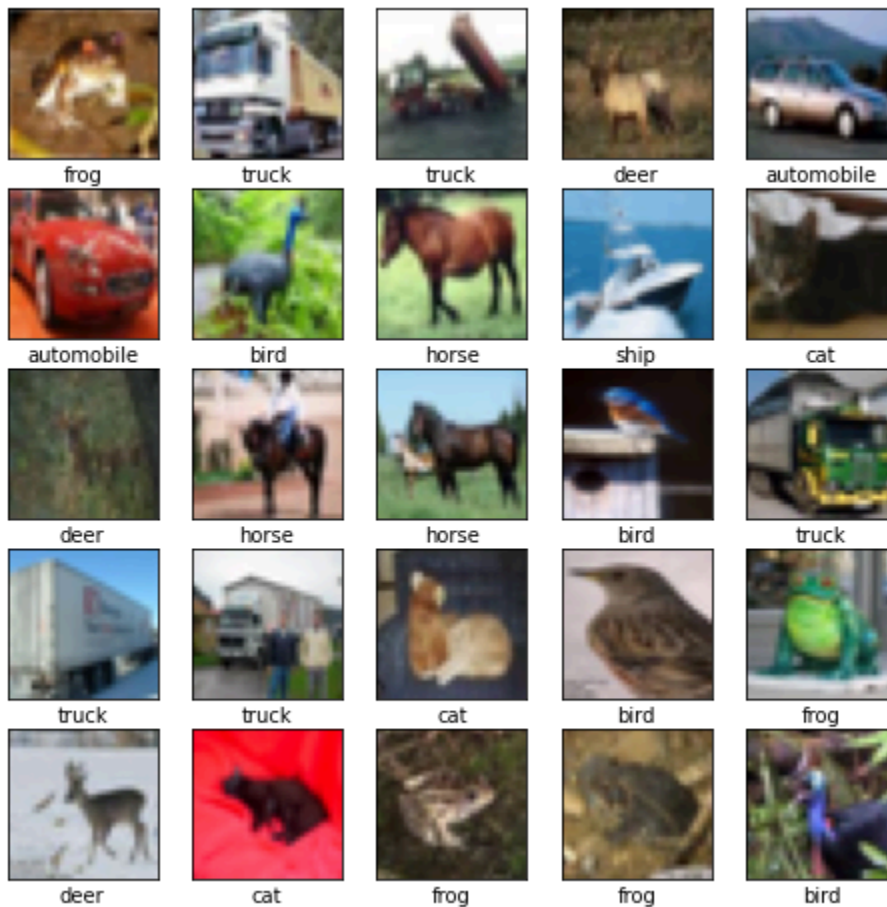 frog truck truck deer automobile
automobile bird horse ship cat
deer horse horse bird truck
truck truck cat bird frog
deer cat frog frog bird